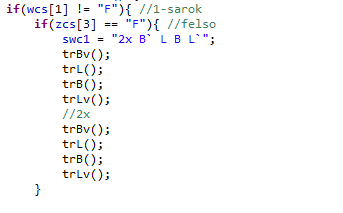 if(wcs[1] != "F"){ //1-sarok
if(zcs[3] == "F"){ //felso
swc1 = "2x B` L B L`";
trBv();
trL();
trB();
trLv();
//2x
trBv();
trL();
trB();
trLv();
}